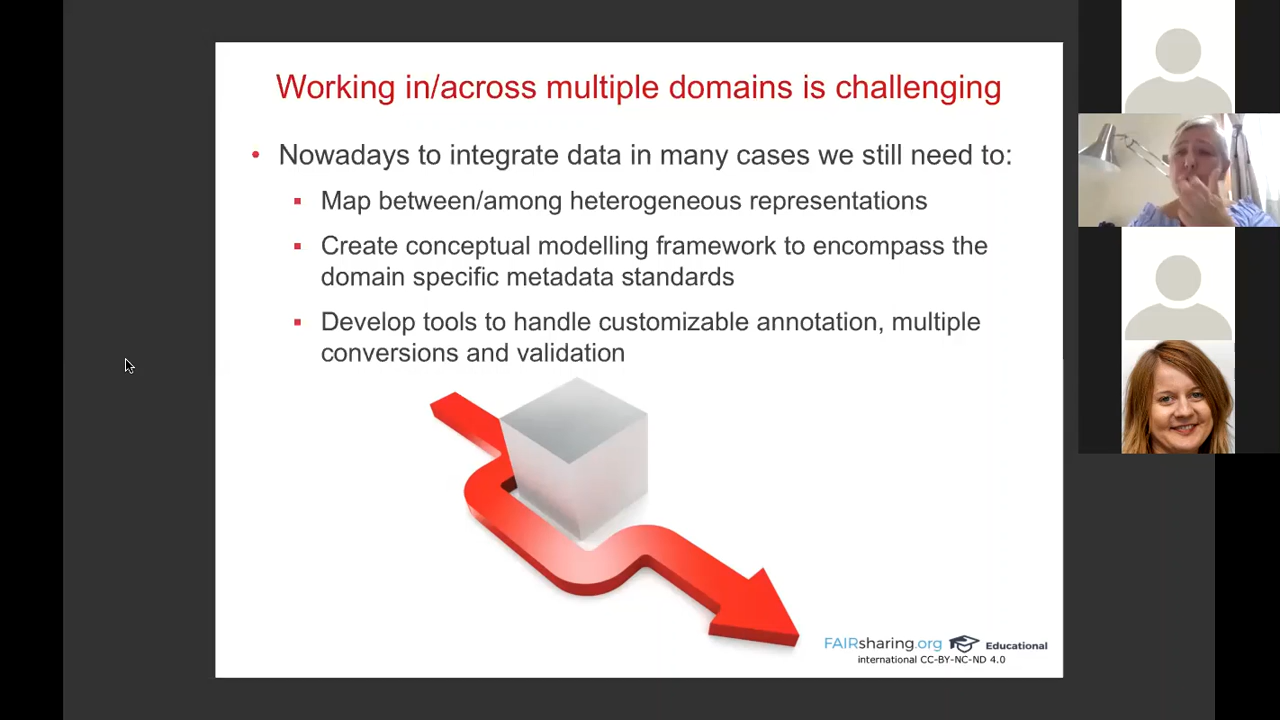 Working in/across multiple domains is challenging
• Nowadays to integrate data in many cases we still need to:
▪ Map between/among heterogeneous representations
▪ Create conceptual modelling framework to encompass the
domain specific metadata standards
▪ Develop tools to handle customizable annotation, multiple
conversions and validation
FAIRsharing.org Educational
international CC-BY-NC-ND 4.0